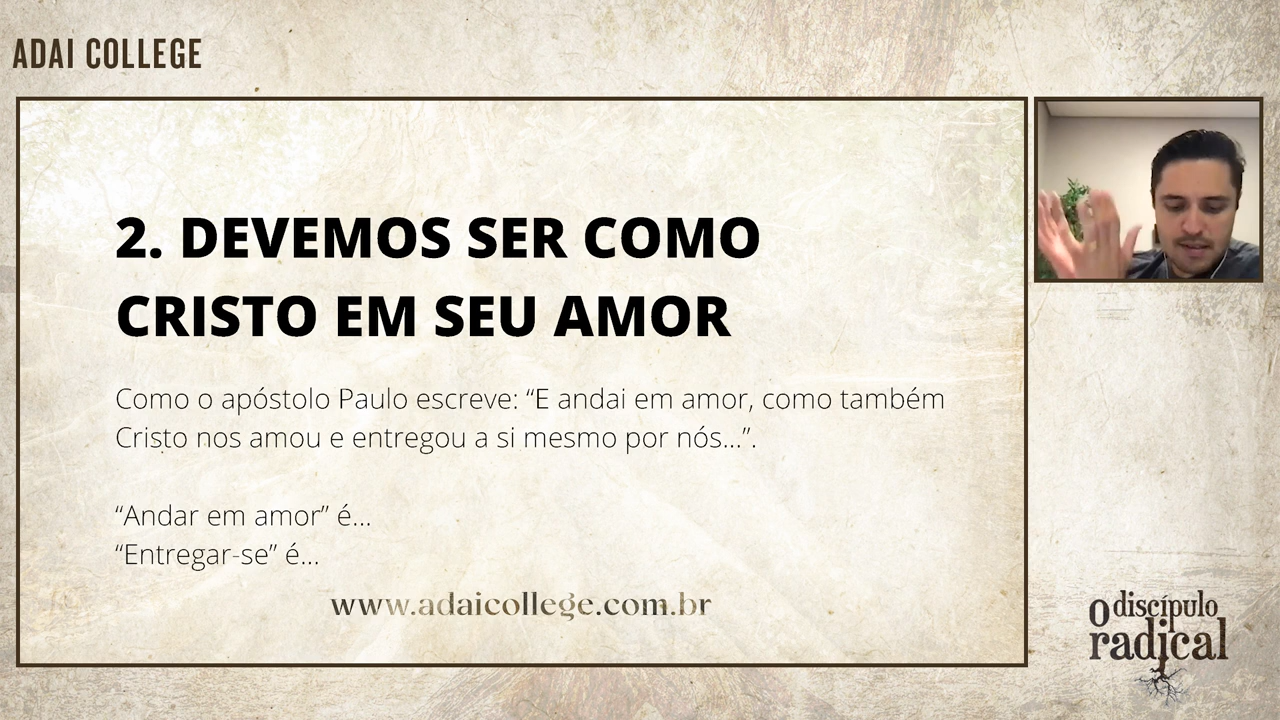 ADAI COLLEGE
2. DEVEMOS SER COMO
CRISTO EM SEU AMOR
Como o apóstolo Paulo escreve: “E andai em amor, como também
Cristo nos amou e entregou a si mesmo por nós...”.
“Andar em amor” é...
“Entregar-se” é...
www.adaicollege.com.br
o discípulo
radical